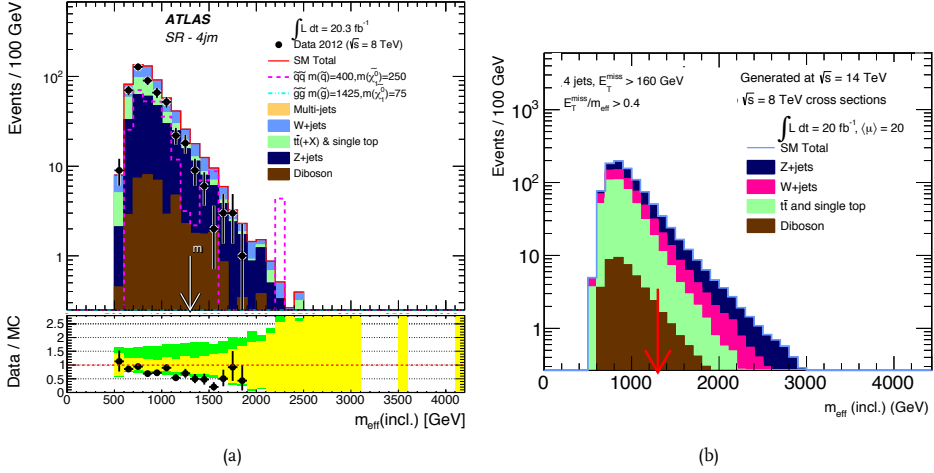 ATLAS
SR - 4jm
∫L dt = 20.3 fb⁻¹
Data 2012 (√s = 8 TeV)
SM Total
q̃q̃ m(q̃)=400,m(χ̃₁⁰)=250
g̃g̃ m(g̃)=1425,m(χ̃₁⁰)=75
Multi-jets
W+jets
tt̄(+X) & single top
Z+jets
Diboson
Events / 100 GeV
10²
10
1
m
Data / MC
2.5
2
1.5
1
0.5
0 500 1000 1500 2000 2500 3000 3500 4200
m_eff(incl.) [GeV]
(a)
4 jets, E_T^miss > 160 GeV
E_T^miss/m_eff > 0.4
Generated at √s = 14 TeV
√s = 8 TeV cross sections
∫L dt = 20 fb⁻¹, ⟨μ⟩ = 20
SM Total
Z+jets
W+jets
tt̄ and single top
Diboson
Events / 100 GeV
10³
10²
10
1
0 1000 2000 3000 4000
m_eff (incl.) (GeV)
(b)